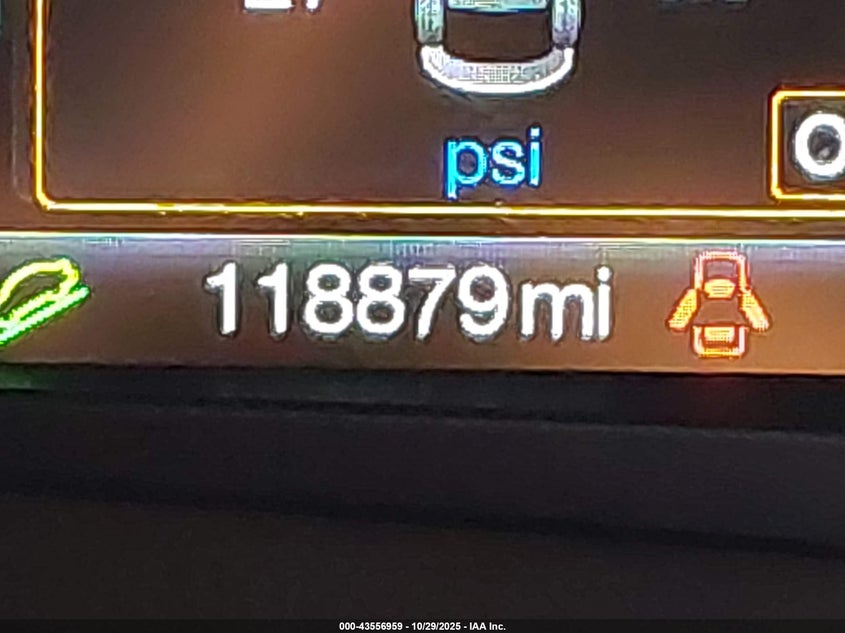 psi
O
118879mi
000-43556959 - 10/29/2025 - IAA Inc.